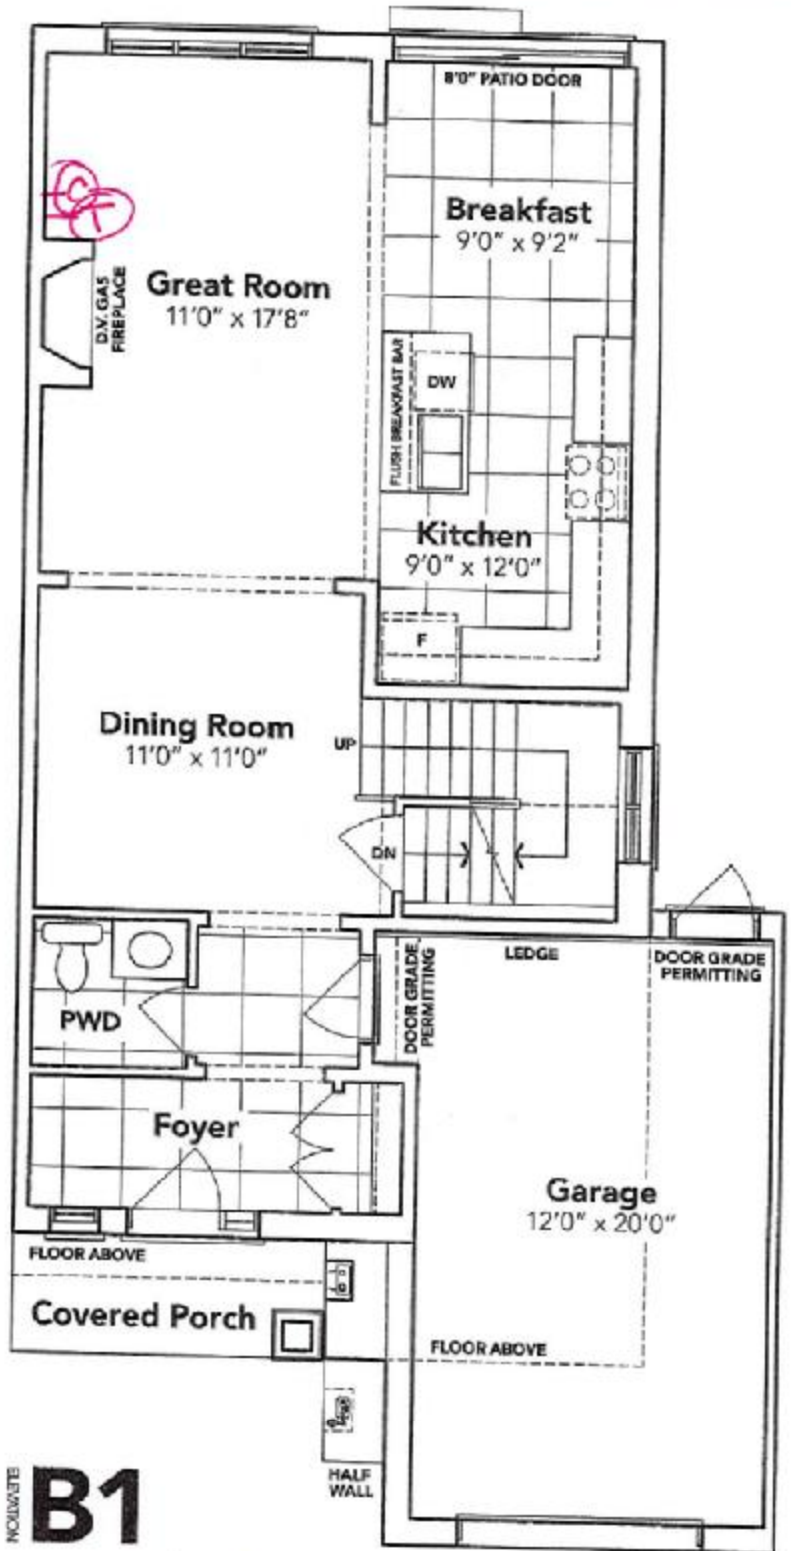 8'0" PATIO DOOR
Breakfast
9'0" x 9'2"
Great Room
11'0" x 17'8"
D.V. GAS
FIREPLACE
FLUSH BREAKFAST BAR
DW
Kitchen
9'0" x 12'0"
F
Dining Room
11'0" x 11'0"
UP
DN
LEDGE
DOOR GRADE
PERMITTING
DOOR GRADE
PERMITTING
PWD
Foyer
Garage
12'0" x 20'0"
FLOOR ABOVE
Covered Porch
FLOOR ABOVE
HALF
WALL
ELEVATION
B1